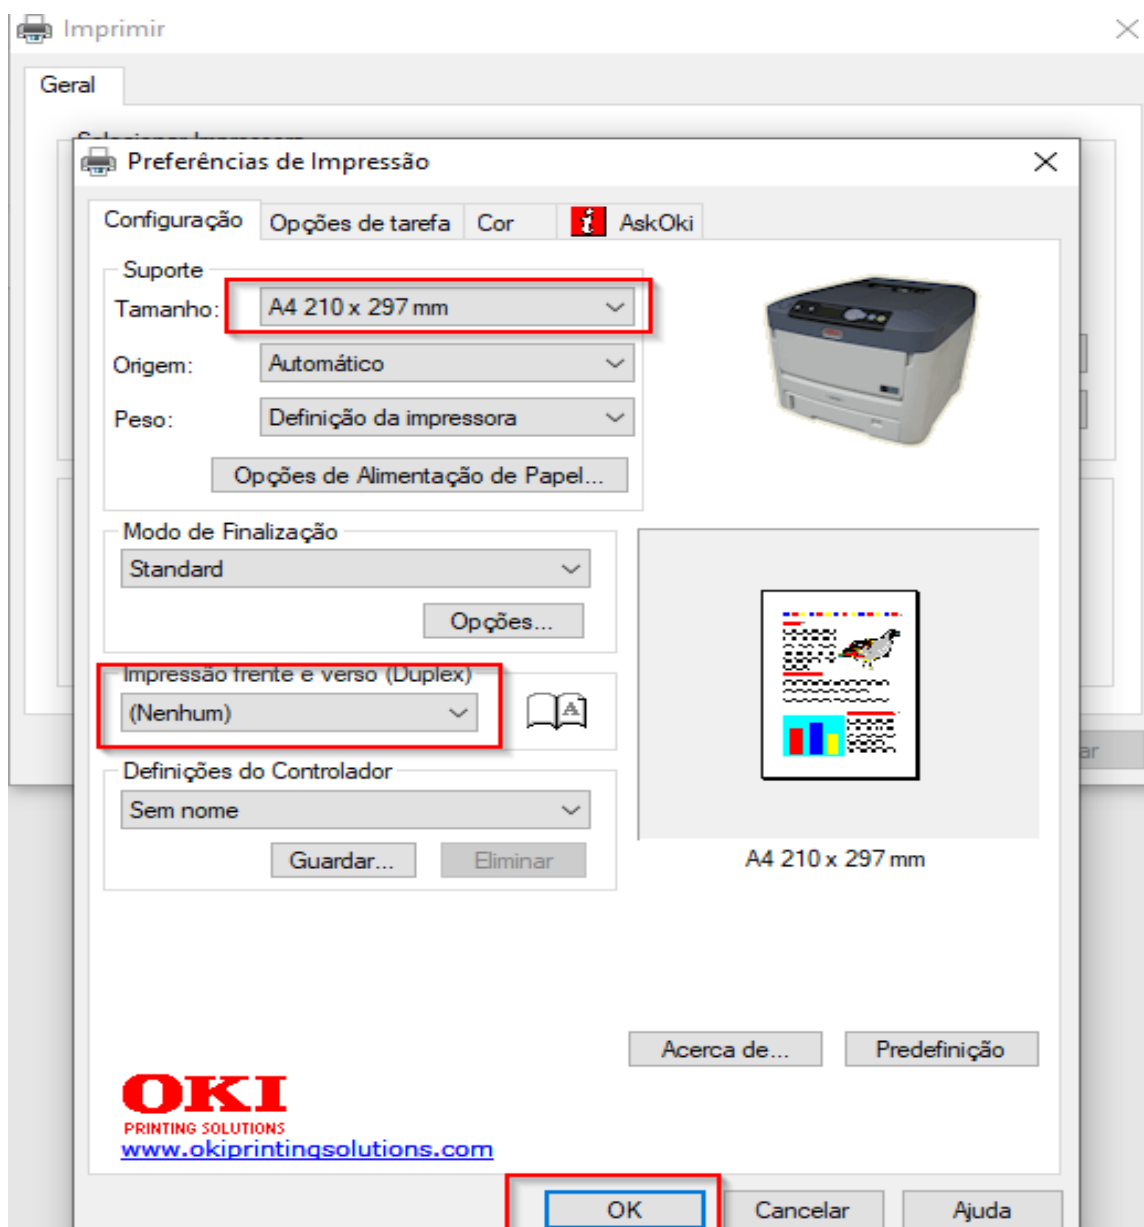 Imprimir
Geral
Preferências de Impressão
Configuração Opções de tarefa Cor AskOki
Suporte
Tamanho: A4 210 x 297 mm
Origem: Automático
Peso: Definição da impressora
Opções de Alimentação de Papel...
Modo de Finalização
Standard
Opções...
Impressão frente e verso (Duplex)
(Nenhum)
A
Definições do Controlador
Sem nome
Guardar... Eliminar
A4 210 x 297 mm
Acerca de... Predefinição
OKI
PRINTING SOLUTIONS
www.okiprintingsolutions.com
OK Cancelar Ajuda